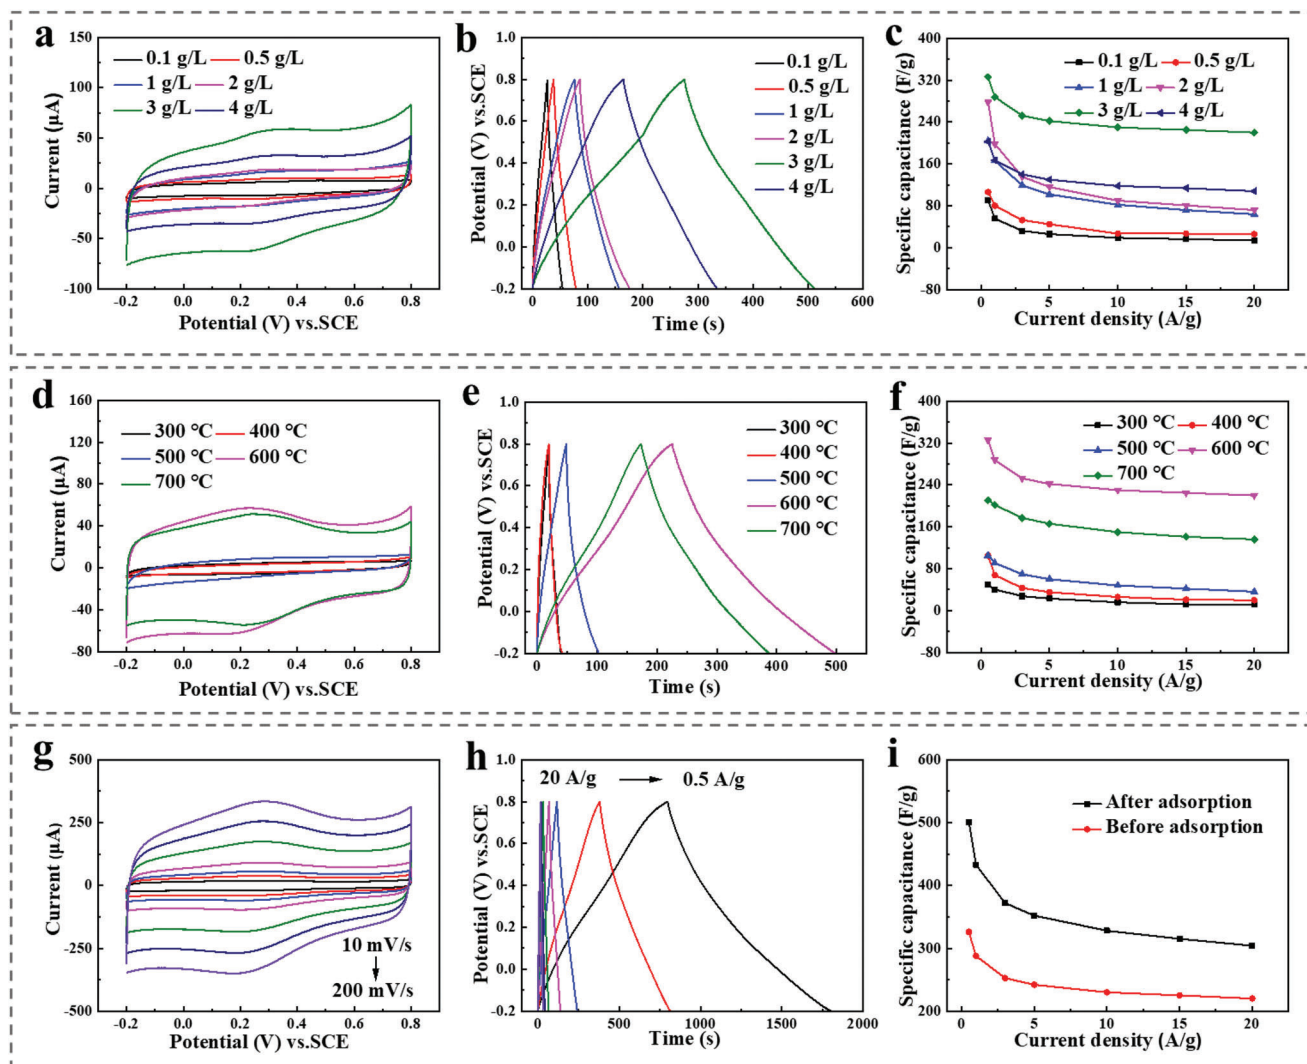 a
150
100
50
0
-50
-100
Current (μA)
0.1 g/L 0.5 g/L
1 g/L 2 g/L
3 g/L 4 g/L
-0.2 0.0 0.2 0.4 0.6 0.8
Potential (V) vs.SCE
b
1.0
0.8
0.6
0.4
0.2
0.0
-0.2
Potential (V) vs.SCE
0.1 g/L
0.5 g/L
1 g/L
2 g/L
3 g/L
4 g/L
0 100 200 300 400 500 600
Time (s)
c
400
320
240
160
80
0
-80
Specific capacitance (F/g)
0.1 g/L 0.5 g/L
1 g/L 2 g/L
3 g/L 4 g/L
0 5 10 15 20
Current density (A/g)
d
160
120
80
40
0
-40
-80
Current (μA)
300 °C 400 °C
500 °C 600 °C
700 °C
-0.2 0.0 0.2 0.4 0.6 0.8
Potential (V) vs.SCE
e
1.0
0.8
0.6
0.4
0.2
0.0
-0.2
Potential (V) vs.SCE
300 °C
400 °C
500 °C
600 °C
700 °C
0 100 200 300 400 500
Time (s)
f
400
320
240
160
80
0
-80
Specific capacitance (F/g)
300 °C 400 °C
500 °C 600 °C
700 °C
0 5 10 15 20
Current density (A/g)
g
500
250
0
-250
-500
Current (μA)
10 mV/s
200 mV/s
-0.2 0.0 0.2 0.4 0.6 0.8
Potential (V) vs.SCE
h
1.0
0.8
0.6
0.4
0.2
0.0
-0.2
Potential (V) vs.SCE
20 A/g 0.5 A/g
0 500 1000 1500 2000
Time (s)
i
600
500
400
300
200
Specific capacitance (F/g)
After adsorption
Before adsorption
0 5 10 15 20
Current density (A/g)